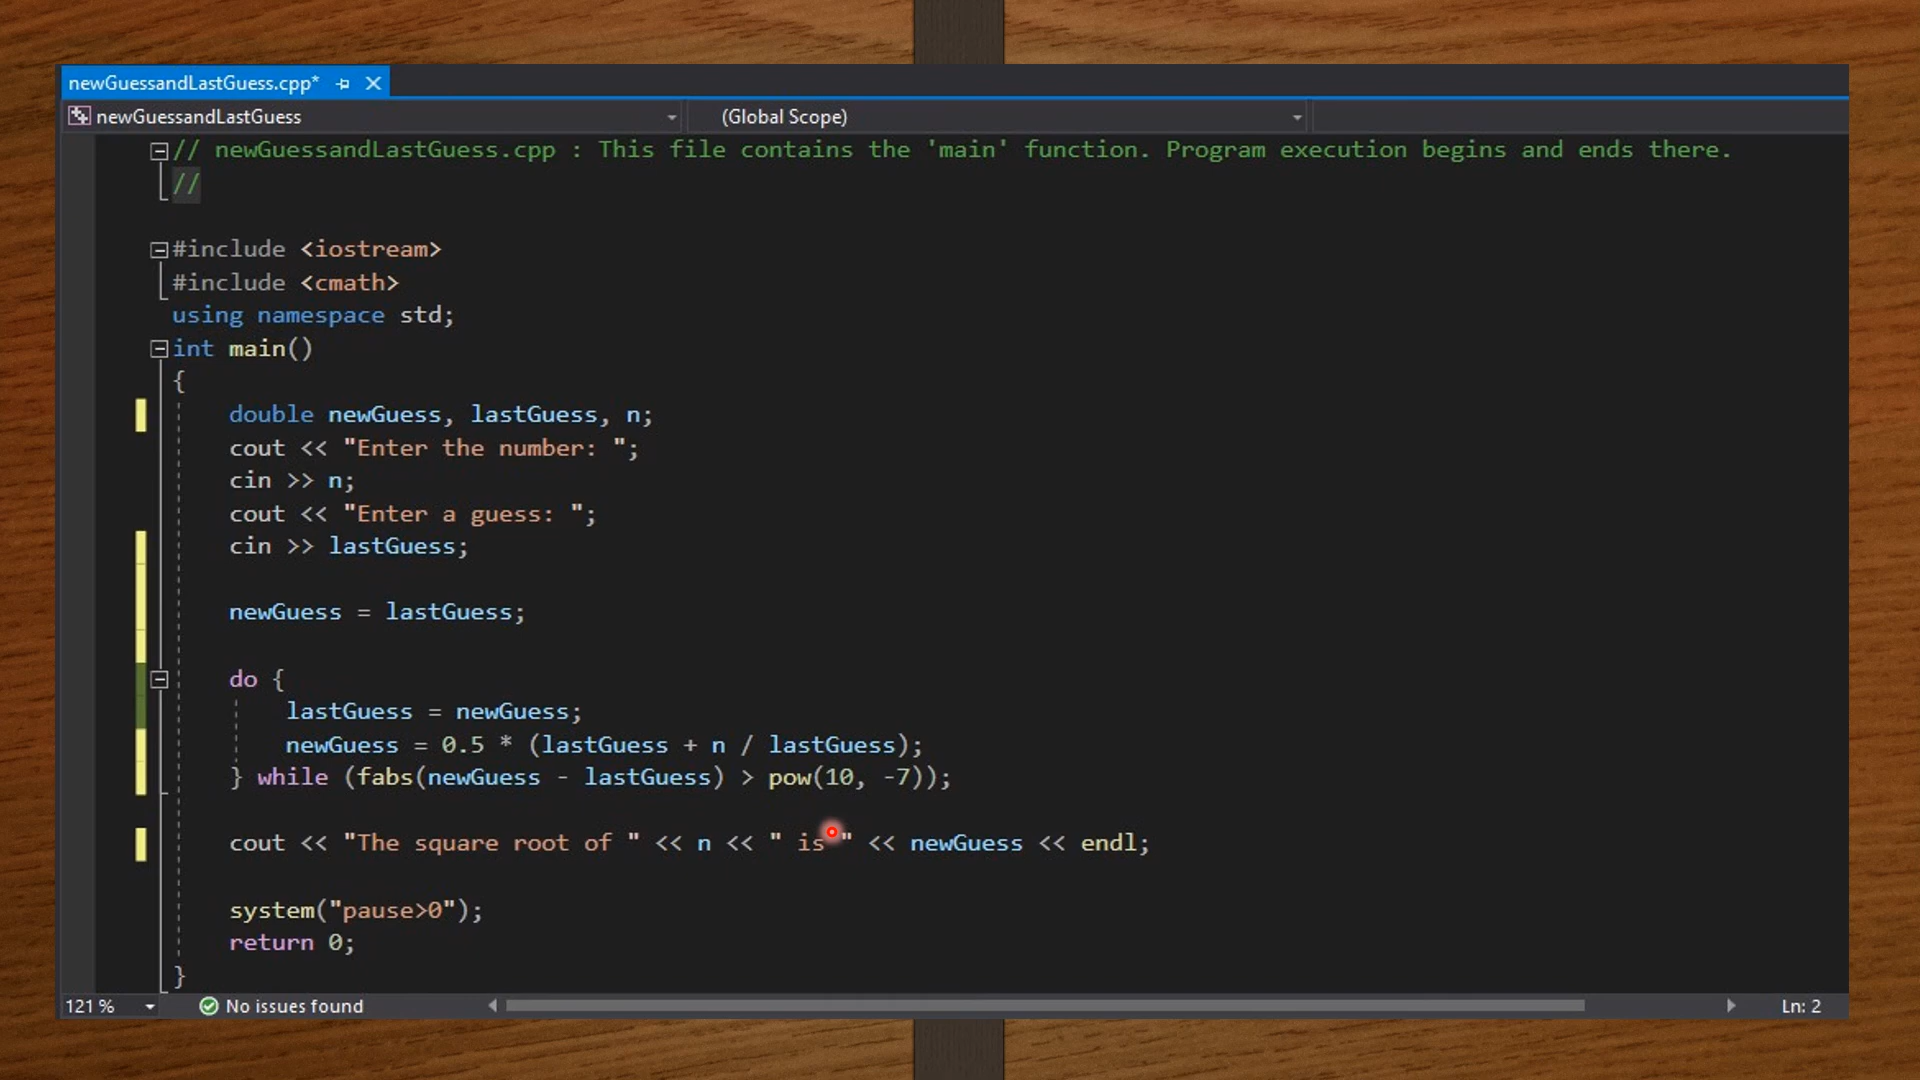 newGuessandLastGuess.cpp*
newGuessandLastGuess (Global Scope)
// newGuessandLastGuess.cpp : This file contains the 'main' function. Program execution begins and ends there.
//
#include <iostream>
#include <cmath>
using namespace std;
int main()
{
double newGuess, lastGuess, n;
cout << "Enter the number: ";
cin >> n;
cout << "Enter a guess: ";
cin >> lastGuess;
newGuess = lastGuess;
do {
lastGuess = newGuess;
newGuess = 0.5 * (lastGuess + n / lastGuess);
} while (fabs(newGuess - lastGuess) > pow(10, -7));
cout << "The square root of " << n << " is " << newGuess << endl;
system("pause>0");
return 0;
}
121 % No issues found Ln: 2